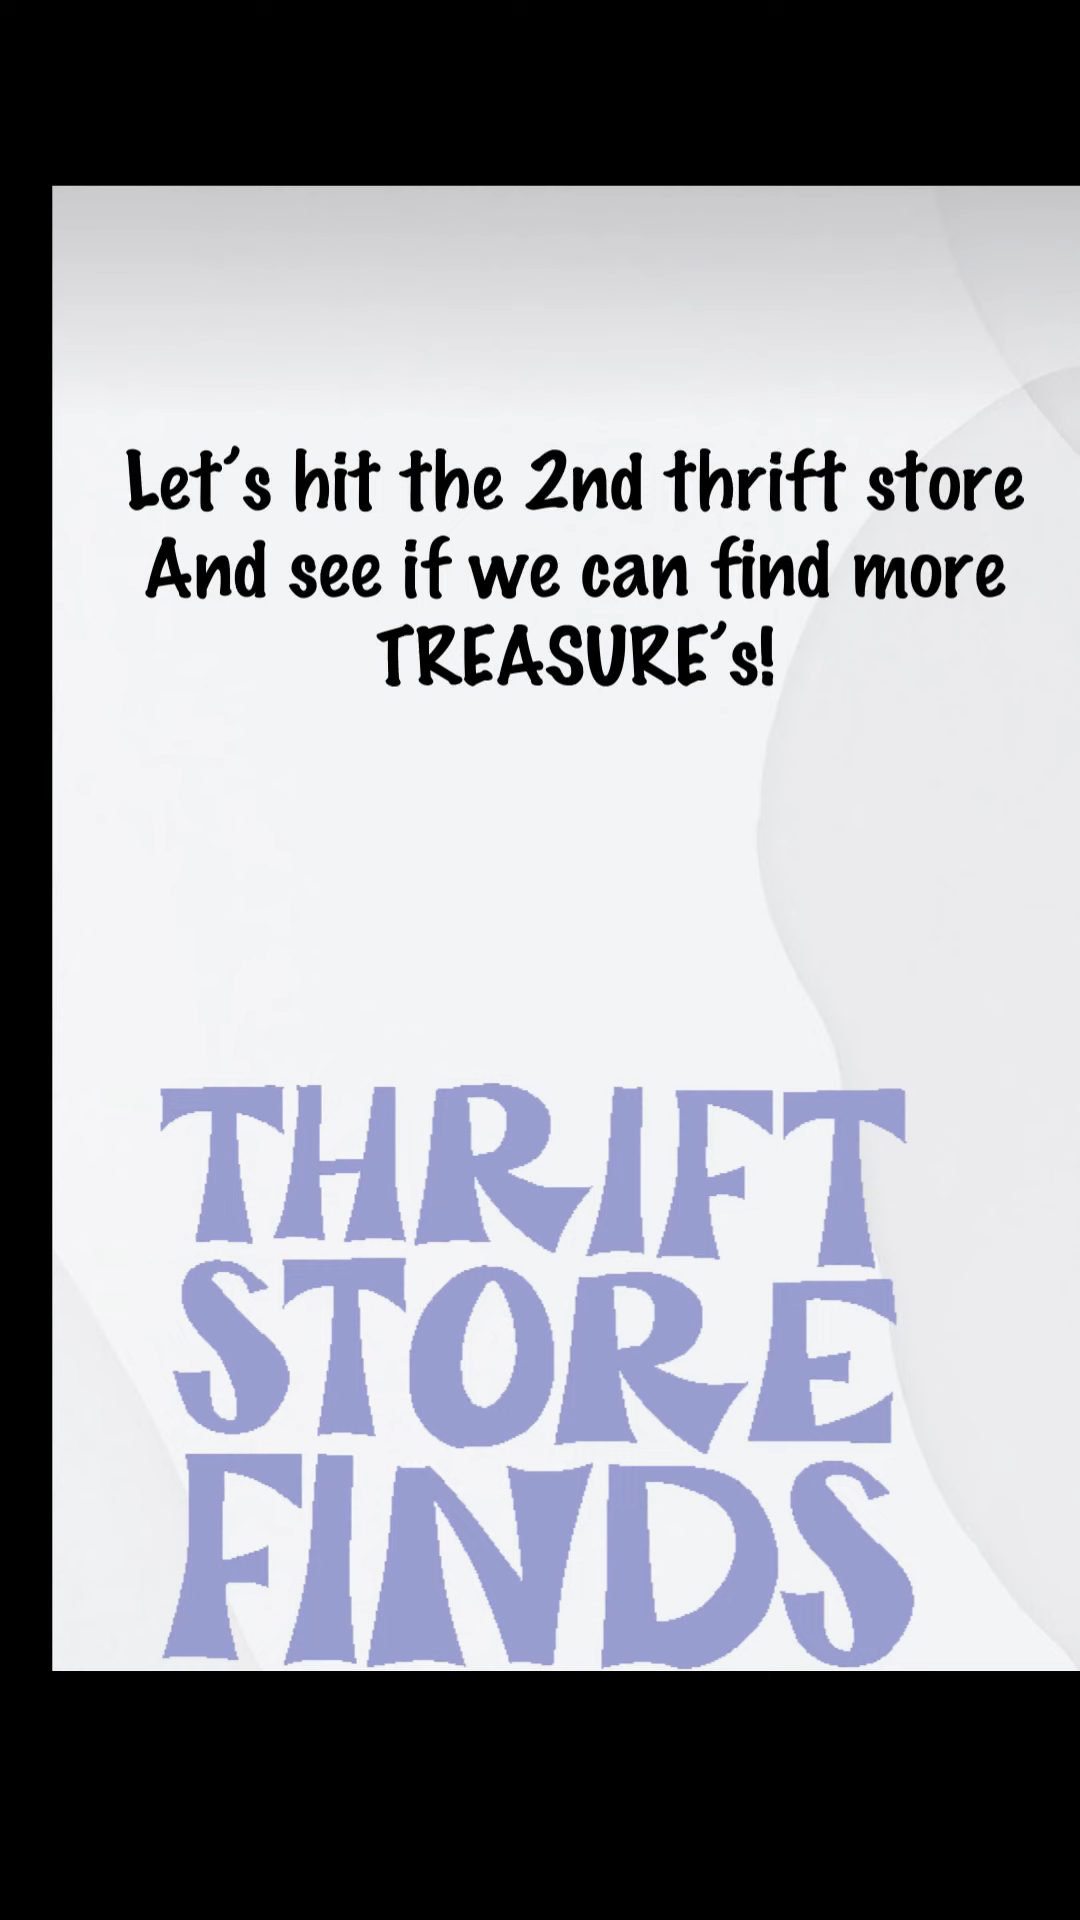 Let's hit the 2nd thrift store
And see if we can find more
TREASURE's!
THRIFT
STORE
FINDS